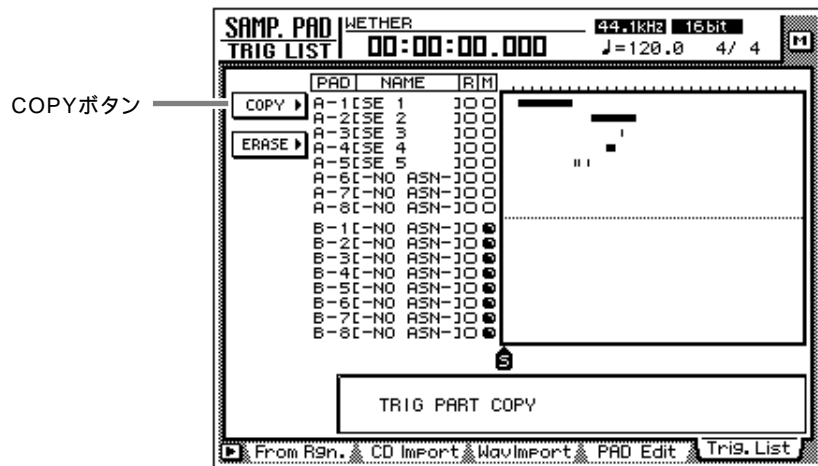 SAMP. PAD WETHER 44.1kHz 16bit
TRIG LIST 00:00:00.000 ♩=120.0 4/ 4 M
PAD NAME R M
COPYボタン
COPY
A-1[SE 1 ]
A-2[SE 2 ]
A-3[SE 3 ]
ERASE
A-4[SE 4 ]
A-5[SE 5 ]
A-6[-NO ASN-]
A-7[-NO ASN-]
A-8[-NO ASN-]
B-1[-NO ASN-]
B-2[-NO ASN-]
B-3[-NO ASN-]
B-4[-NO ASN-]
B-5[-NO ASN-]
B-6[-NO ASN-]
B-7[-NO ASN-]
B-8[-NO ASN-]
S
TRIG PART COPY
From Rgn. CD Import WavImport PAD Edit Trig. List